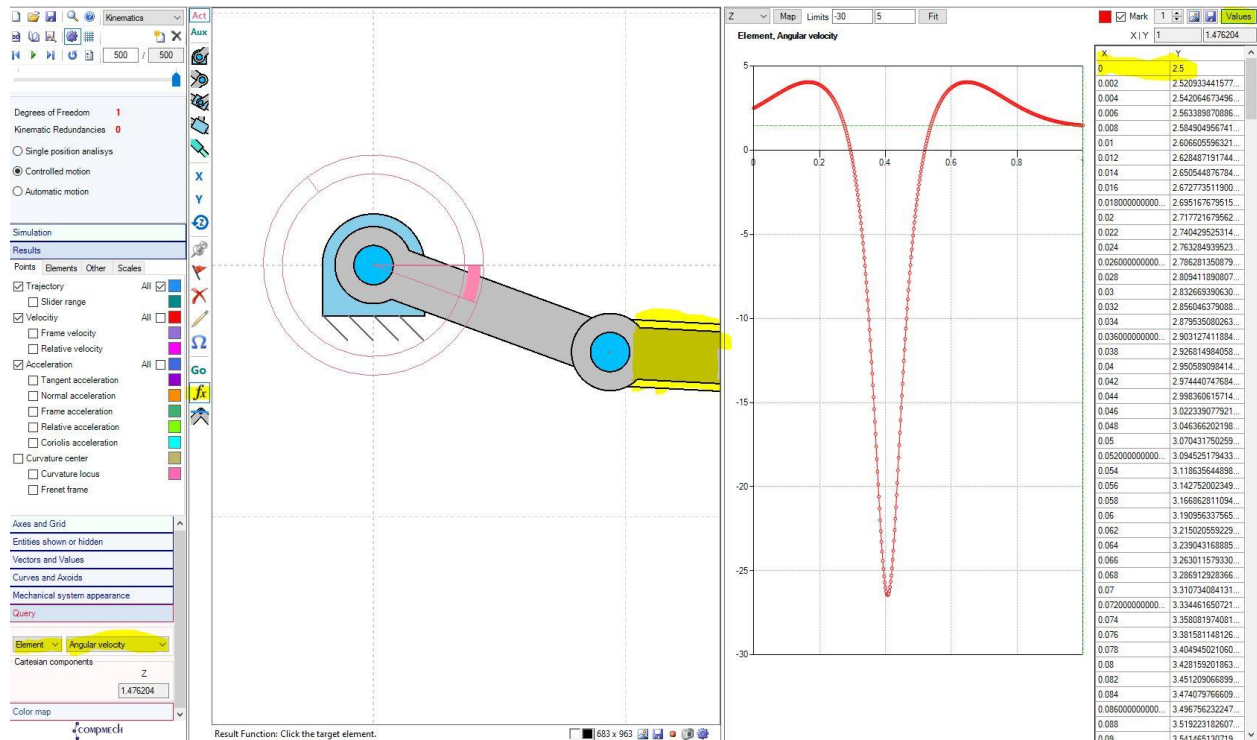 Kinematics
500 / 500
Degrees of Freedom 1
Kinematic Redundancies 0
Single position analisys
Controlled motion
Automatic motion
Simulation
Results
Points Elements Other Scales
Trajectory All
Slider range
Velocitiy All
Frame velocity
Relative velocity
Acceleration All
Tangent acceleration
Normal acceleration
Frame acceleration
Relative acceleration
Coriolis acceleration
Curvature center
Curvature locus
Frenet frame
Axes and Grid
Entities shown or hidden
Vectors and Values
Curves and Axoids
Mechanical system appearance
Query
Element Angular velocity
Cartesian components
Z
1.476204
Color map
COMPMECH
Act
Aux
X
Y
Z
Ω
Go
fx
Result Function: Click the target element.
683 x 963
Z Map Limits -30 5 Fit
Element, Angular velocity
5
0
-5
-10
-15
-20
-25
-30
0 0.2 0.4 0.6 0.8
Mark 1 Values
X | Y 1 1.476204
X Y
0 2.5
0.002 2.520933441577...
0.004 2.542064673496...
0.006 2.563389870886...
0.008 2.584904956741...
0.01 2.606605596321...
0.012 2.628487191744...
0.014 2.650544876784...
0.016 2.672773511900...
0.018000000000... 2.695167679515...
0.02 2.717721679562...
0.022 2.740429525314...
0.024 2.763284939523...
0.026000000000... 2.786281350879...
0.028 2.809411890807...
0.03 2.832669390630...
0.032 2.856046379088...
0.034 2.879535080263...
0.036000000000... 2.903127411884...
0.038 2.926814984058...
0.04 2.950589098414...
0.042 2.974440747684...
0.044 2.998360615714...
0.046 3.022339077921...
0.048 3.046366202198...
0.05 3.070431750259...
0.052000000000... 3.094525179433...
0.054 3.118635644898...
0.056 3.142752002349...
0.058 3.166862811094...
0.06 3.190956337565...
0.062 3.215020559229...
0.064 3.239043168885...
0.066 3.263011579330...
0.068 3.286912928366...
0.07 3.310734084131...
0.072000000000... 3.334461650721...
0.074 3.358081974081...
0.076 3.381581148126...
0.078 3.404945021060...
0.08 3.428159201863...
0.082 3.451209066899...
0.084 3.474079766609...
0.086000000000... 3.496756232247...
0.088 3.519223182607...
0.09 3.541465130719...